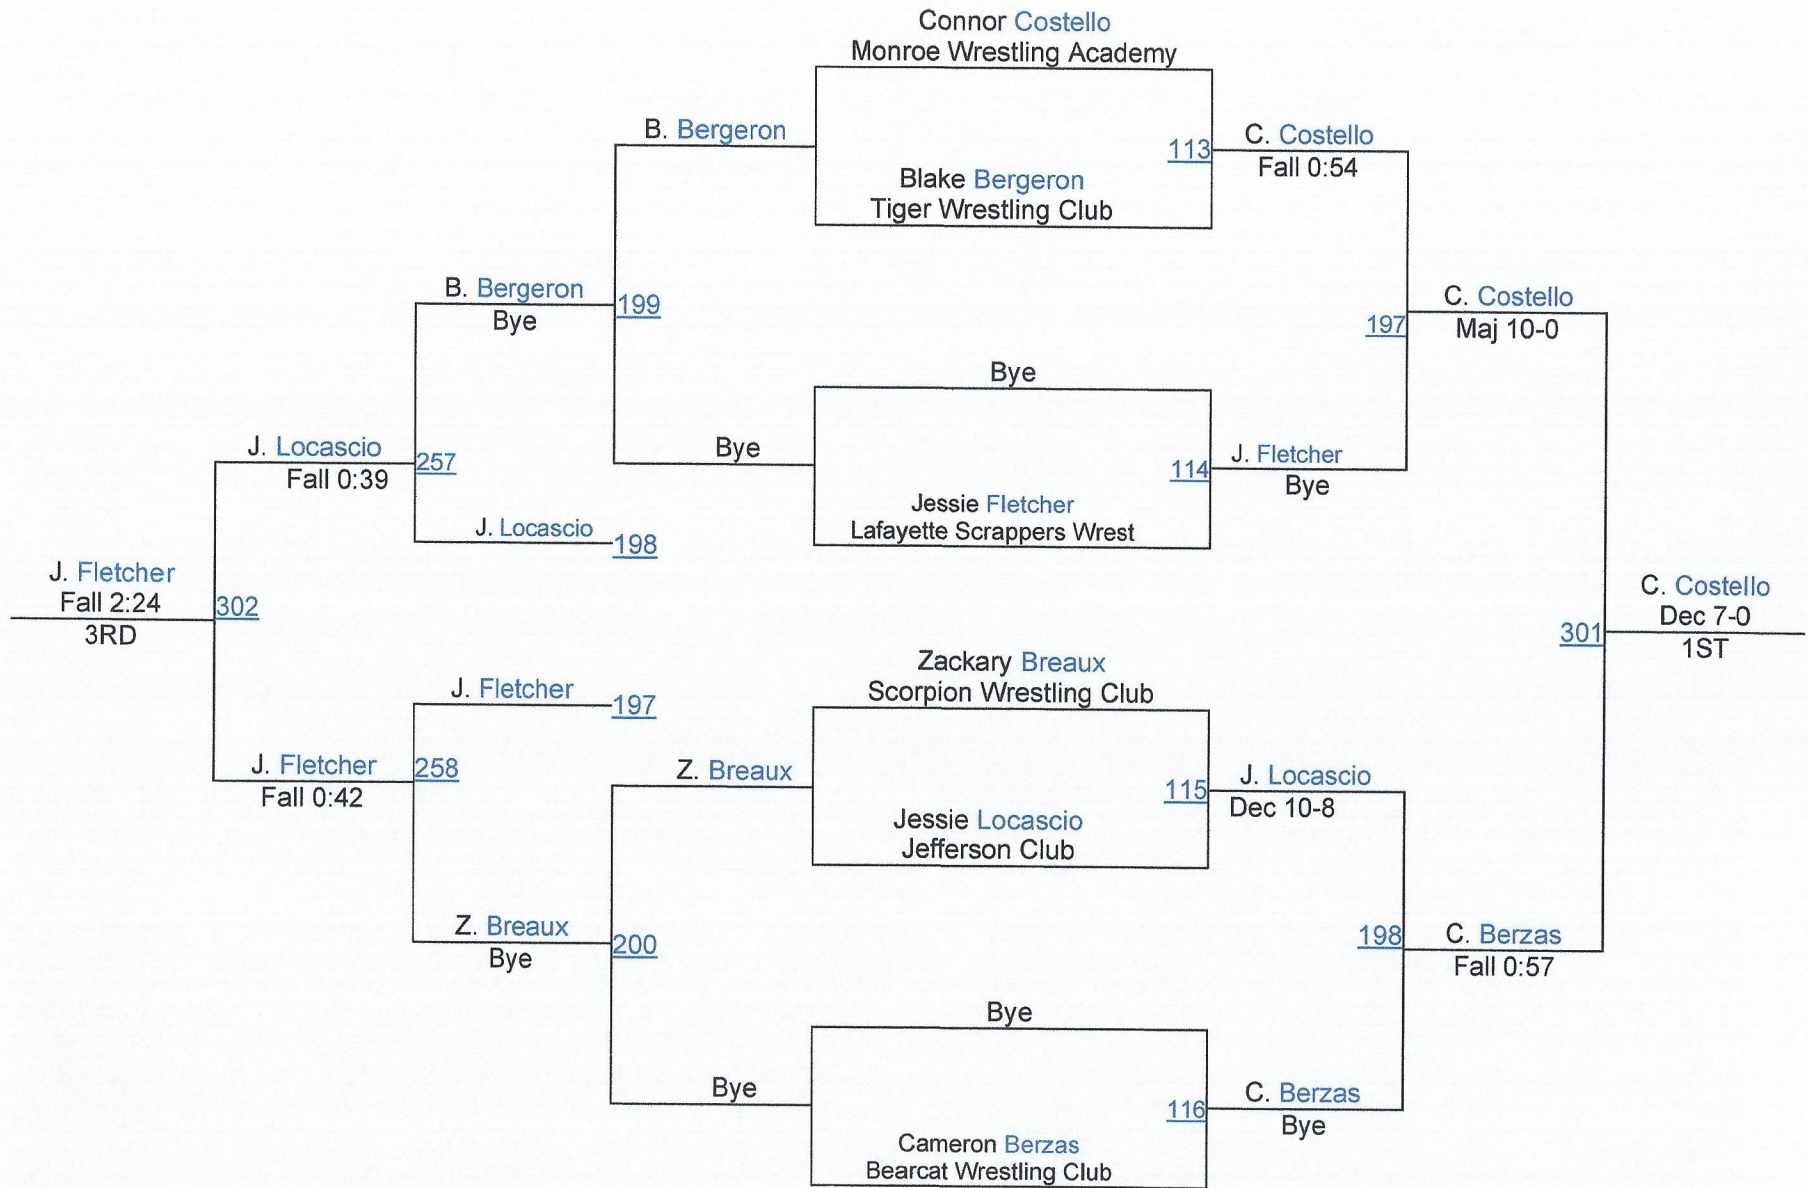 Connor Costello
Monroe Wrestling Academy
B. Bergeron
113
C. Costello
Fall 0:54
Blake Bergeron
Tiger Wrestling Club
B. Bergeron
Bye
199
197
C. Costello
Maj 10-0
Bye
J. Locascio
Fall 0:39
257
Bye
114
J. Fletcher
Bye
Jessie Fletcher
Lafayette Scrappers Wrest
J. Locascio
198
J. Fletcher
Fall 2:24
3RD
302
301
C. Costello
Dec 7-0
1ST
Zackary Breaux
Scorpion Wrestling Club
J. Fletcher
197
J. Fletcher
Fall 0:42
258
Z. Breaux
115
J. Locascio
Dec 10-8
Jessie Locascio
Jefferson Club
Z. Breaux
Bye
200
198
C. Berzas
Fall 0:57
Bye
Bye
116
C. Berzas
Bye
Cameron Berzas
Bearcat Wrestling Club